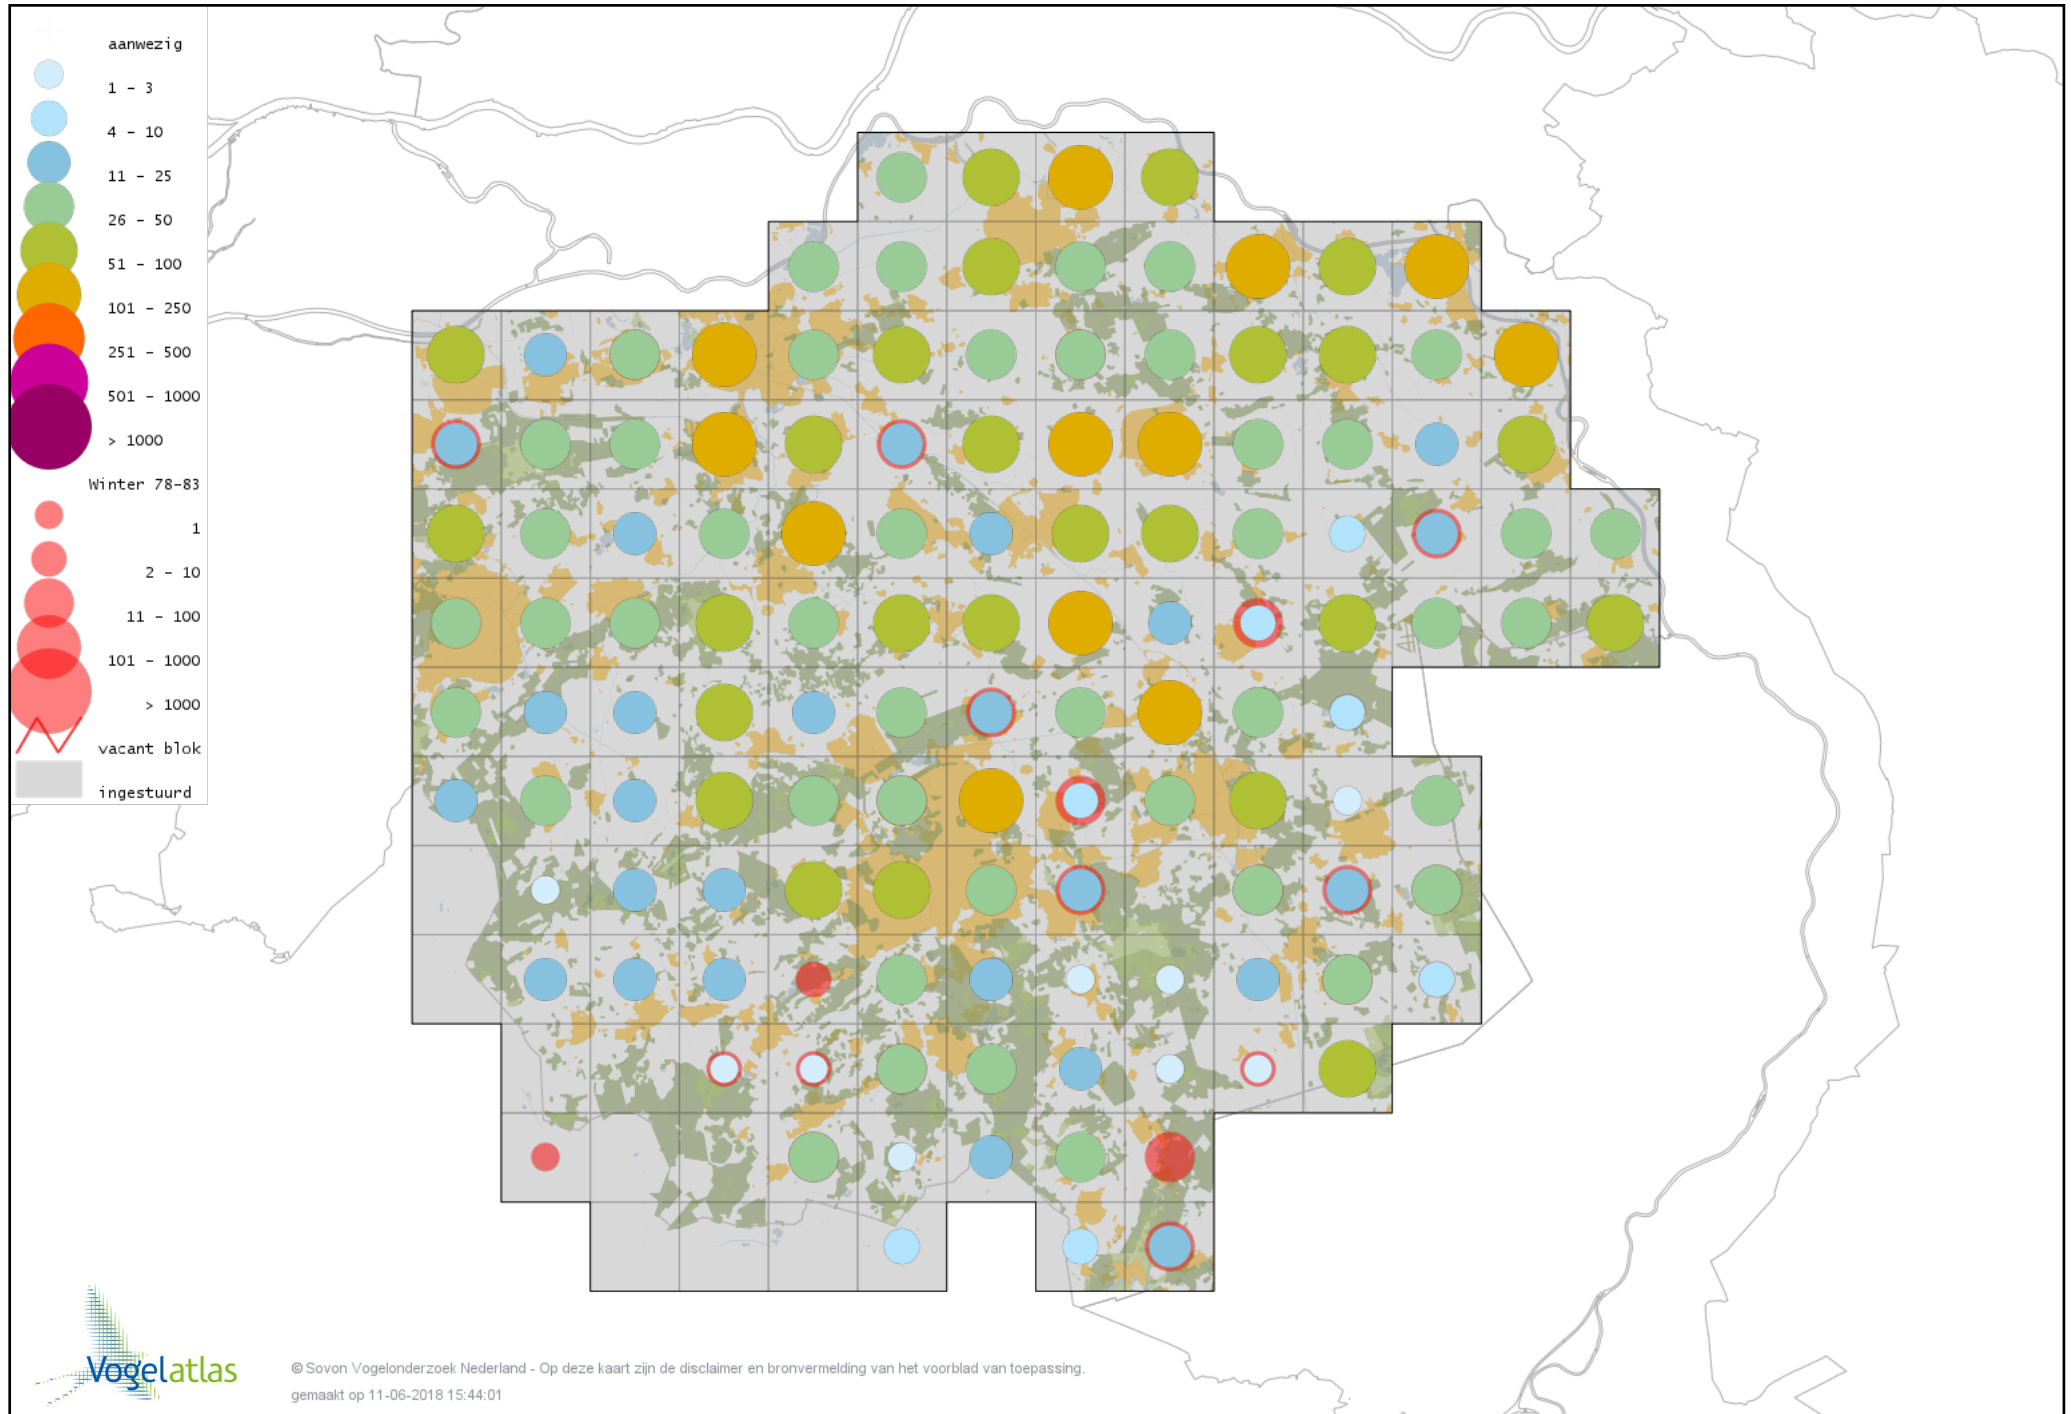 aanwezig
1 - 3
4 - 10
11 - 25
26 - 50
51 - 100
101 - 250
251 - 500
501 - 1000
> 1000
Winter 78-83
1
2 - 10
11 - 100
101 - 1000
> 1000
vacant blok
ingestuurd
Vogelatlas
© Sovon Vogelonderzoek Nederland - Op deze kaart zijn de disclaimer en bronvermelding van het voorblad van toepassing.
gemaakt op 11-06-2018 15:44:01